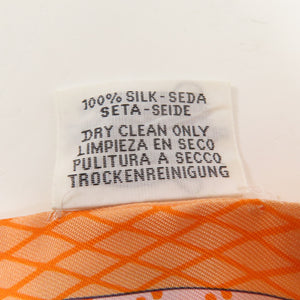 100% SILK-SEDA
SETA-SEIDE
DRY CLEAN ONLY
LIMPIEZA EN SECO
PULITURA A SECCO
TROCKENREINIGUNG